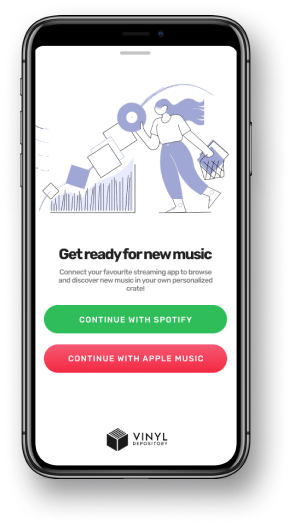 Get ready for new music
Connect your favourite streaming app to browse
and discover new music in your own personalized
crate!
CONTINUE WITH SPOTIFY
CONTINUE WITH APPLE MUSIC
VINYL
DEPOSITORY